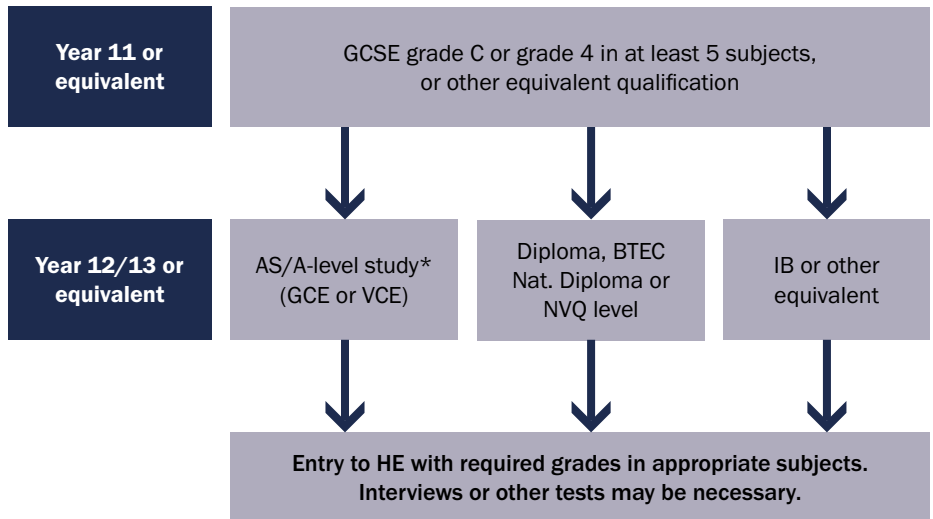 Year 11 or
equivalent
GCSE grade C or grade 4 in at least 5 subjects,
or other equivalent qualification
Year 12/13 or
equivalent
AS/A-level study*
(GCE or VCE)
Diploma, BTEC
Nat. Diploma or
NVQ level
IB or other
equivalent
Entry to HE with required grades in appropriate subjects.
Interviews or other tests may be necessary.